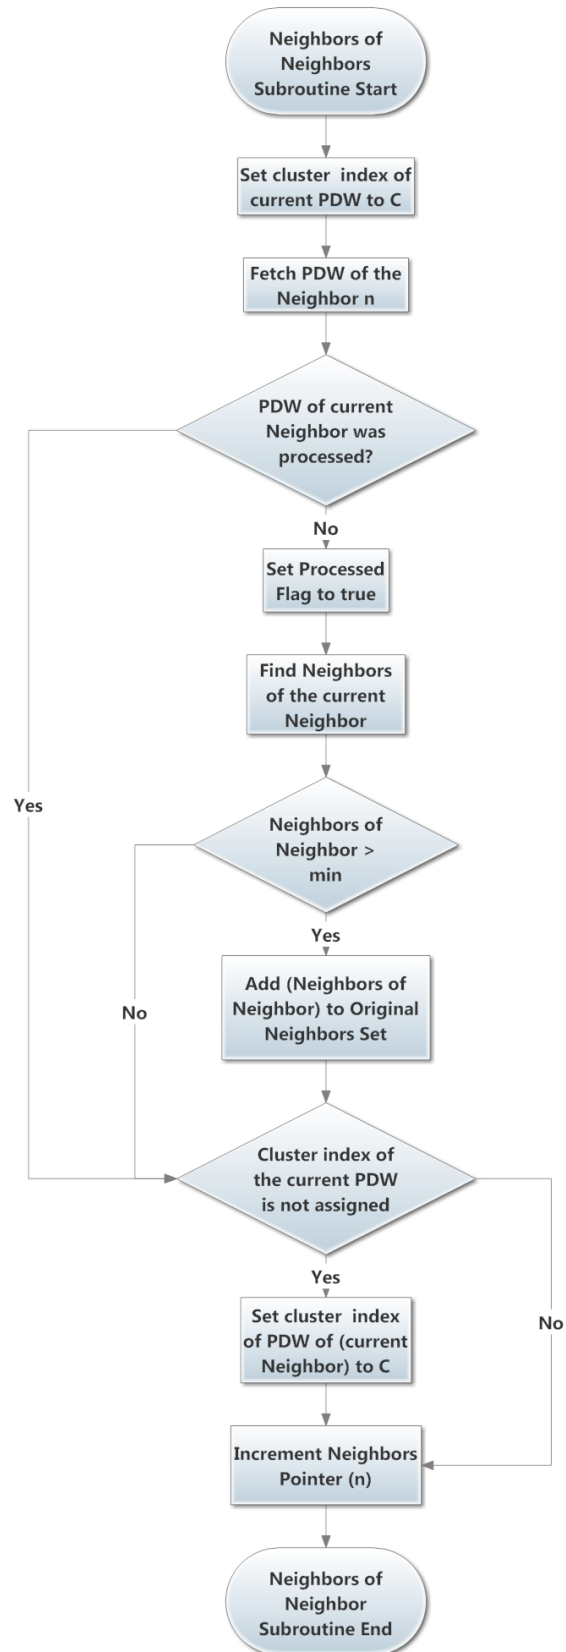 Neighbors of
Neighbors
Subroutine Start
Set cluster index of
current PDW to C
Fetch PDW of the
Neighbor n
PDW of current
Neighbor was
processed?
No
Set Processed
Flag to true
Find Neighbors
of the current
Neighbor
Yes
Neighbors of
Neighbor >
min
Yes
No
Add (Neighbors of
Neighbor) to Original
Neighbors Set
Cluster index of
the current PDW
is not assigned
Yes
No
Set cluster index
of PDW of (current
Neighbor) to C
Increment Neighbors
Pointer (n)
Neighbors of
Neighbor
Subroutine End